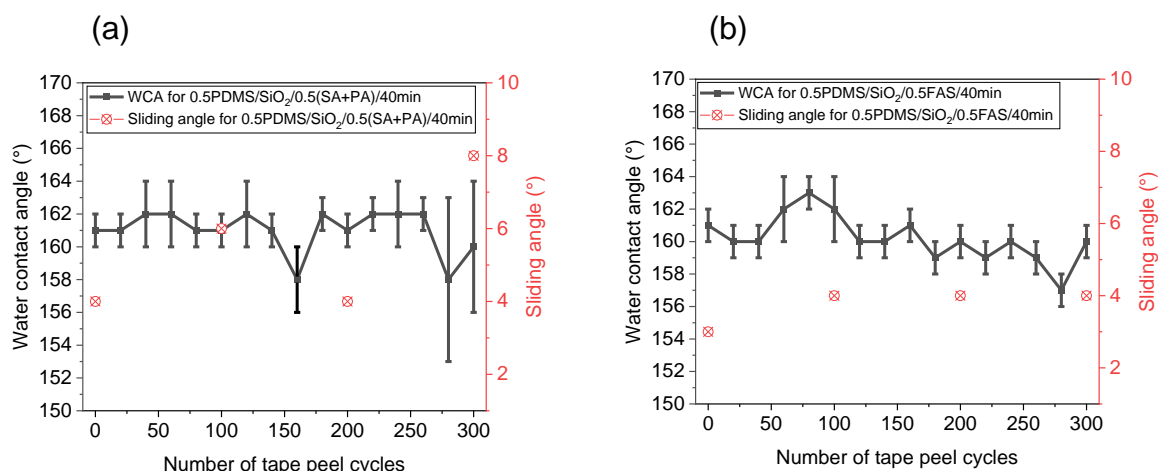 (a)
(b)
170
168
166
164
162
160
158
156
154
152
150
Water contact angle (°)
WCA for 0.5PDMS/SiO₂/0.5(SA+PA)/40min
Sliding angle for 0.5PDMS/SiO₂/0.5(SA+PA)/40min
10
8
6
4
2
Sliding angle (°)
0 50 100 150 200 250 300
Number of tape peel cycles
170
168
166
164
162
160
158
156
154
152
150
Water contact angle (°)
WCA for 0.5PDMS/SiO₂/0.5FAS/40min
Sliding angle for 0.5PDMS/SiO₂/0.5FAS/40min
10
8
6
4
2
Sliding angle (°)
0 50 100 150 200 250 300
Number of tape peel cycles